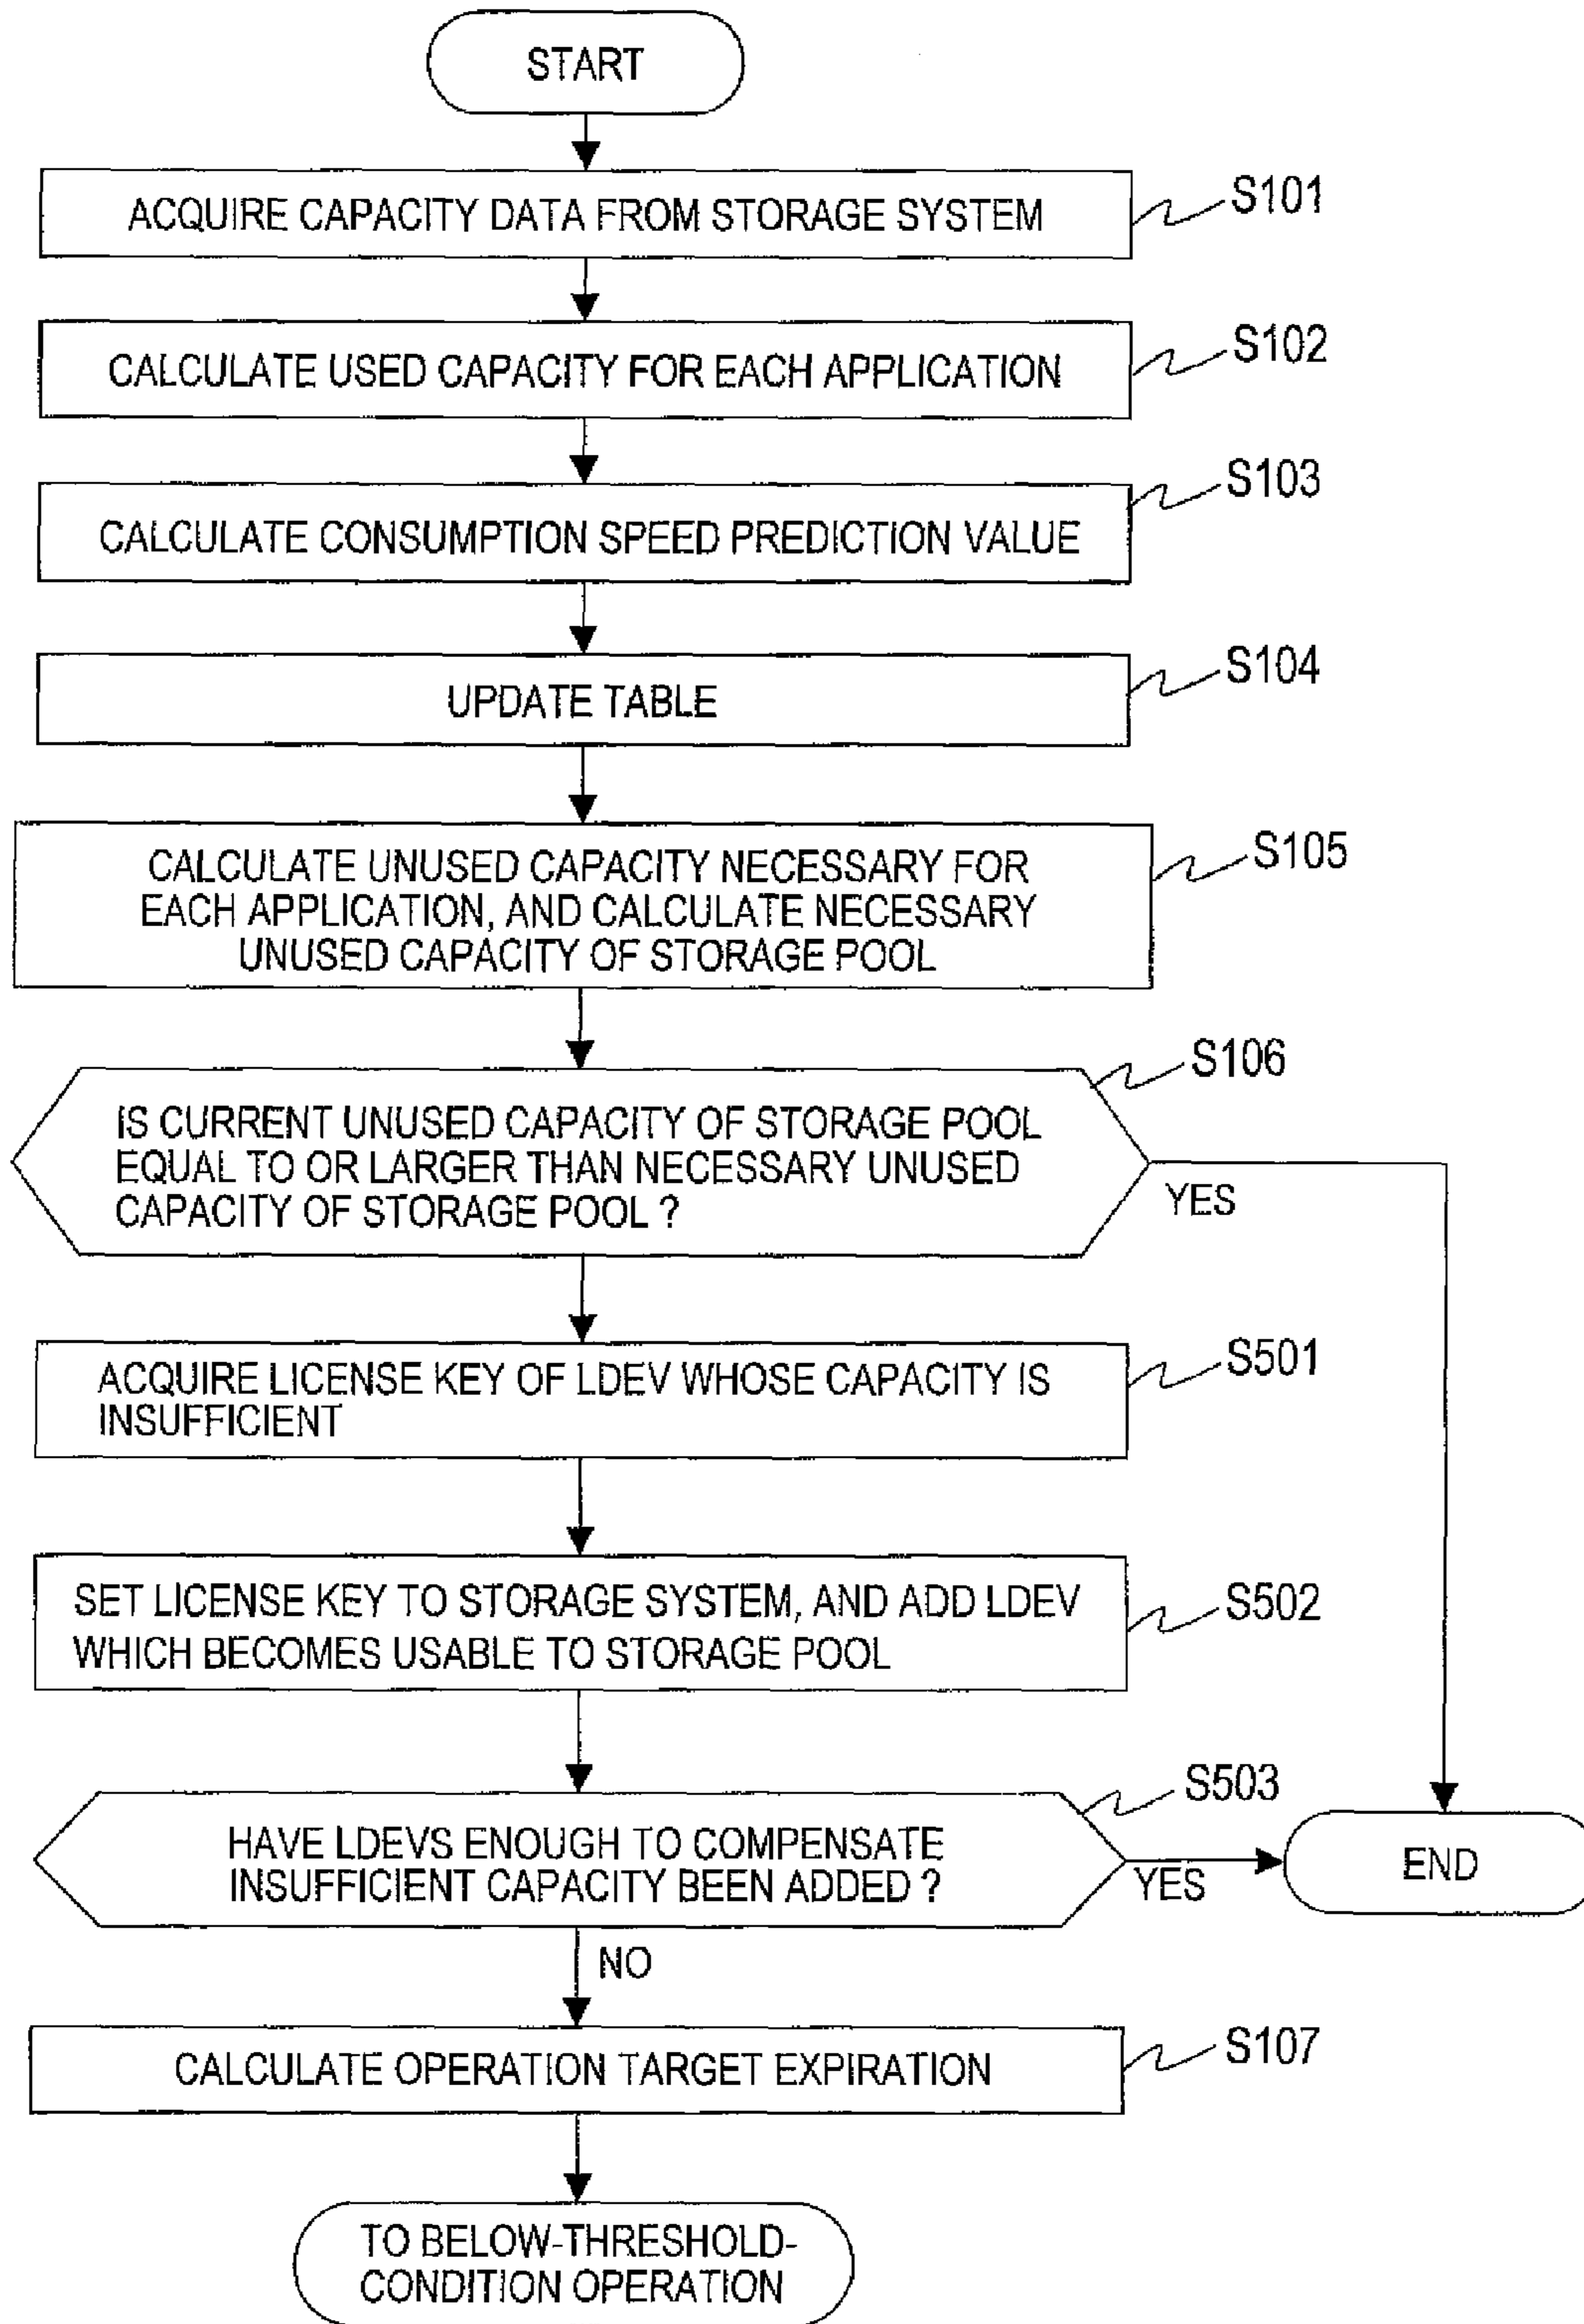 START
ACQUIRE CAPACITY DATA FROM STORAGE SYSTEM
S101
CALCULATE USED CAPACITY FOR EACH APPLICATION
S102
CALCULATE CONSUMPTION SPEED PREDICTION VALUE
S103
UPDATE TABLE
S104
CALCULATE UNUSED CAPACITY NECESSARY FOR
EACH APPLICATION, AND CALCULATE NECESSARY
UNUSED CAPACITY OF STORAGE POOL
S105
IS CURRENT UNUSED CAPACITY OF STORAGE POOL
EQUAL TO OR LARGER THAN NECESSARY UNUSED
CAPACITY OF STORAGE POOL ?
S106
YES
ACQUIRE LICENSE KEY OF LDEV WHOSE CAPACITY IS
INSUFFICIENT
S501
SET LICENSE KEY TO STORAGE SYSTEM, AND ADD LDEV
WHICH BECOMES USABLE TO STORAGE POOL
S502
HAVE LDEVS ENOUGH TO COMPENSATE
INSUFFICIENT CAPACITY BEEN ADDED ?
S503
YES
END
NO
CALCULATE OPERATION TARGET EXPIRATION
S107
TO BELOW-THRESHOLD-
CONDITION OPERATION